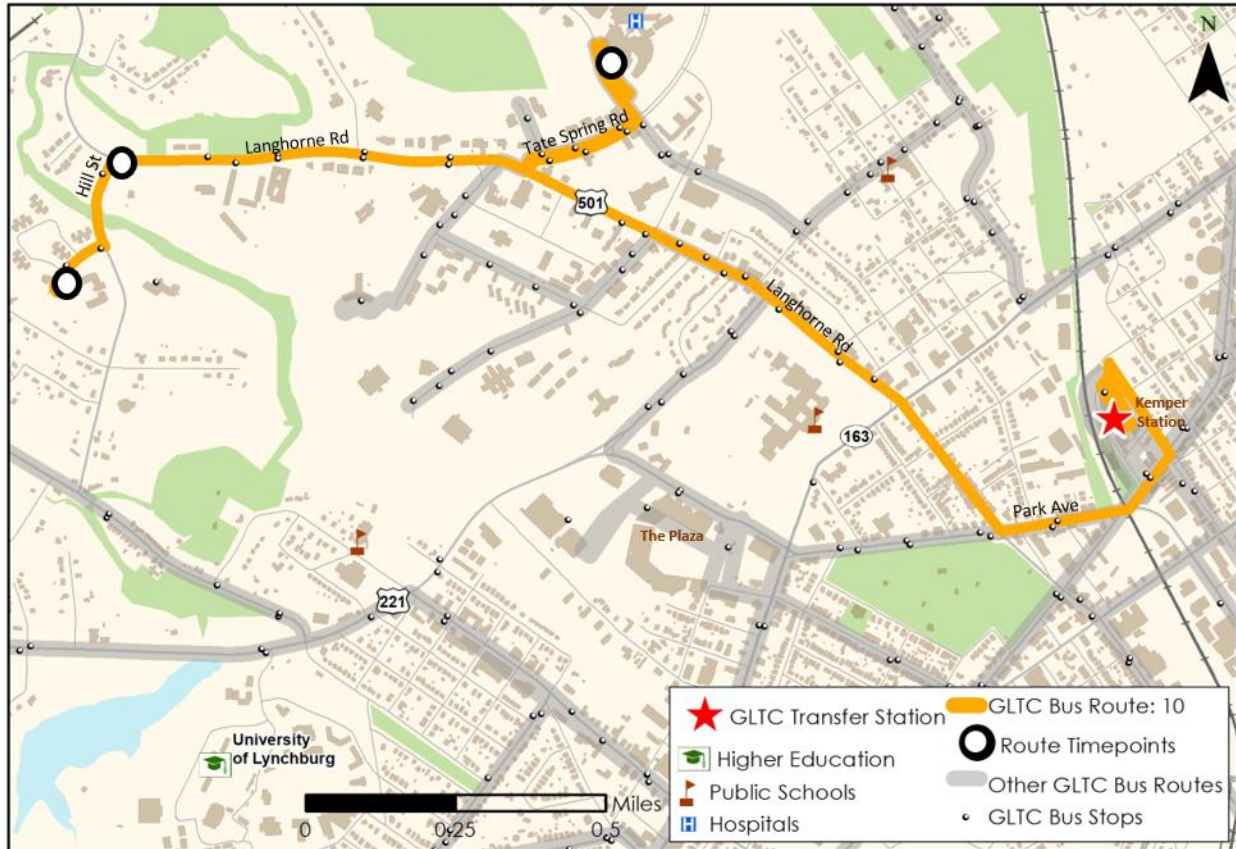 H
N
Tate Spring Rd
Langhorne Rd
Hill St
501
Langhorne Rd
Kemper
Station
163
Park Ave
The Plaza
221
University
of Lynchburg
Miles
0
0.25
0.5
GLTC Transfer Station
Higher Education
Public Schools
H Hospitals
GLTC Bus Route: 10
Route Timepoints
Other GLTC Bus Routes
GLTC Bus Stops